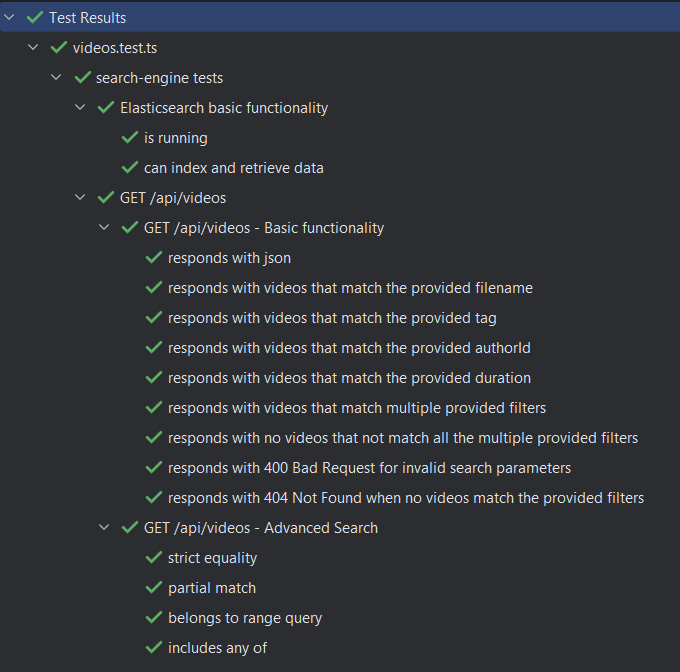 Test Results
videos.test.ts
search-engine tests
Elasticsearch basic functionality
is running
can index and retrieve data
GET /api/videos
GET /api/videos - Basic functionality
responds with json
responds with videos that match the provided filename
responds with videos that match the provided tag
responds with videos that match the provided authorId
responds with videos that match the provided duration
responds with videos that match multiple provided filters
responds with no videos that not match all the multiple provided filters
responds with 400 Bad Request for invalid search parameters
responds with 404 Not Found when no videos match the provided filters
GET /api/videos - Advanced Search
strict equality
partial match
belongs to range query
includes any of